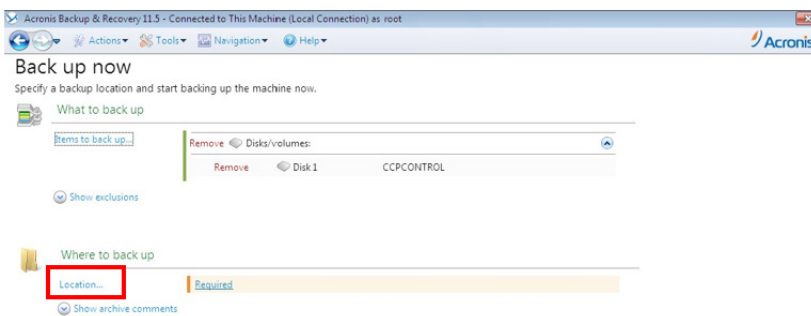 Acronis Backup & Recovery 11.5 - Connected to This Machine (Local Connection) as root
Actions Tools Navigation Help Acronis
Back up now
Specify a backup location and start backing up the machine now.
What to back up
Items to back up...
Remove Disks/volumes:
Remove Disk 1 CCPCONTROL
Show exclusions
Where to back up
Location... Required
Show archive comments